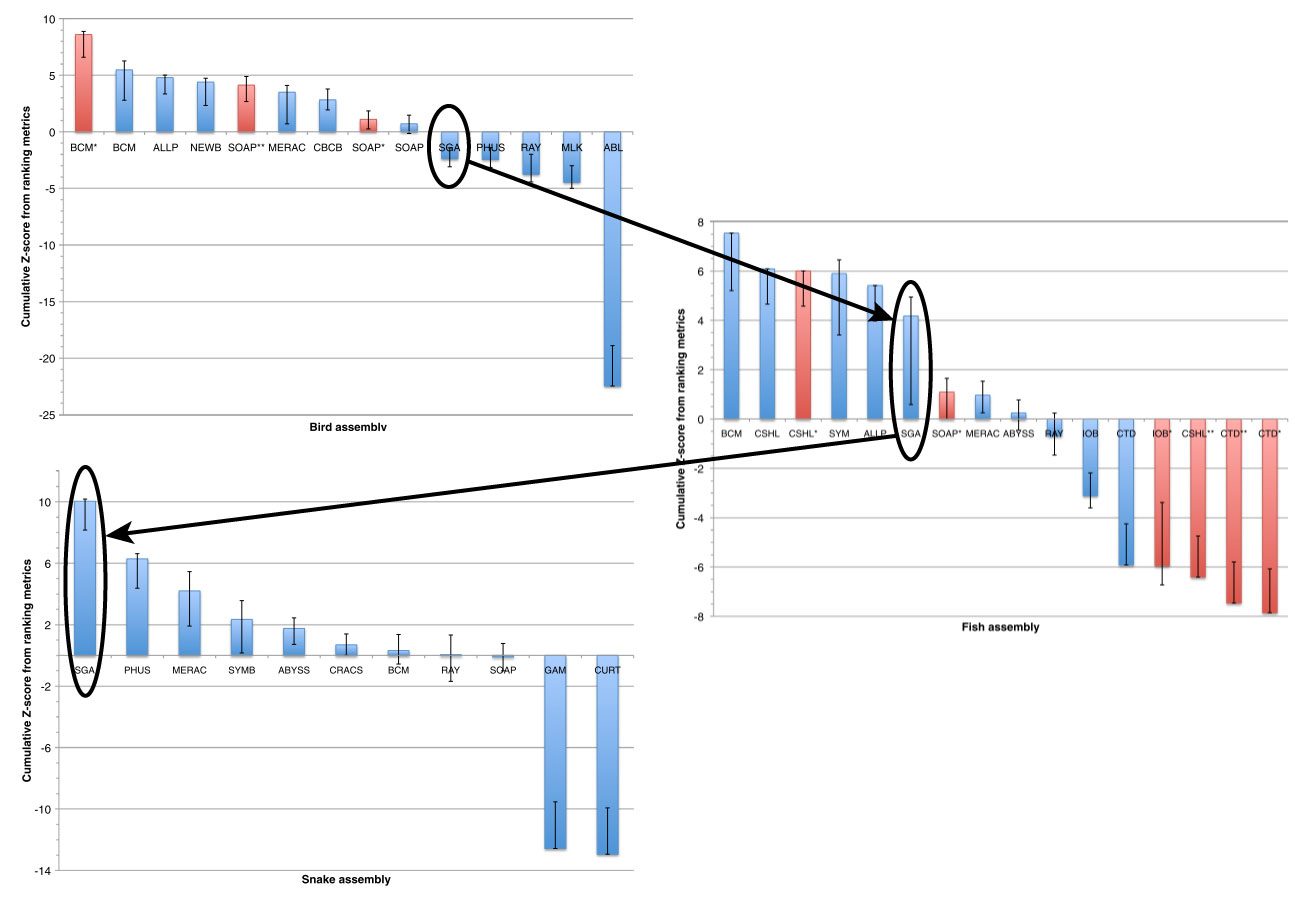 10
5
0
-5
-10
-15
-20
-25
Cumulative Z-score from ranking metrics
BCM* BCM ALLP NEWB SOAP** MERAC CBCB SOAP* SOAP SGA PHUS RAY MLK ABL
Bird assembly
8
6
4
2
0
-2
-4
-6
-8
Cumulative Z-score from ranking metrics
BCM CSHL CSHL* SYM ALLP SGA SOAP* MERAC ABYSS RAY IOB CTD IOB* CSHL** CTD** CTD*
Fish assembly
10
6
2
-2
-6
-10
-14
Cumulative Z-score from ranking metrics
SGA PHUS MERAC SYMB ABYSS CRACS BCM RAY SOAP GAM CURT
Snake assembly